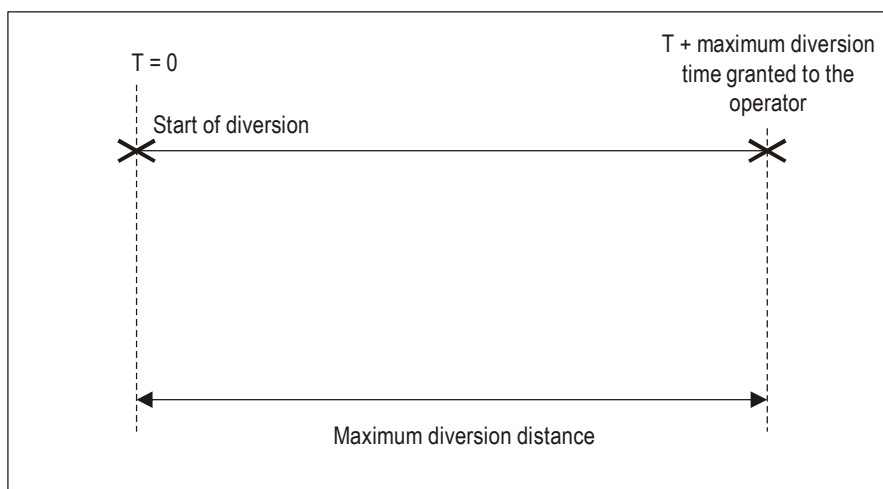 T = 0
T + maximum diversion
time granted to the
operator
Start of diversion
Maximum diversion distance